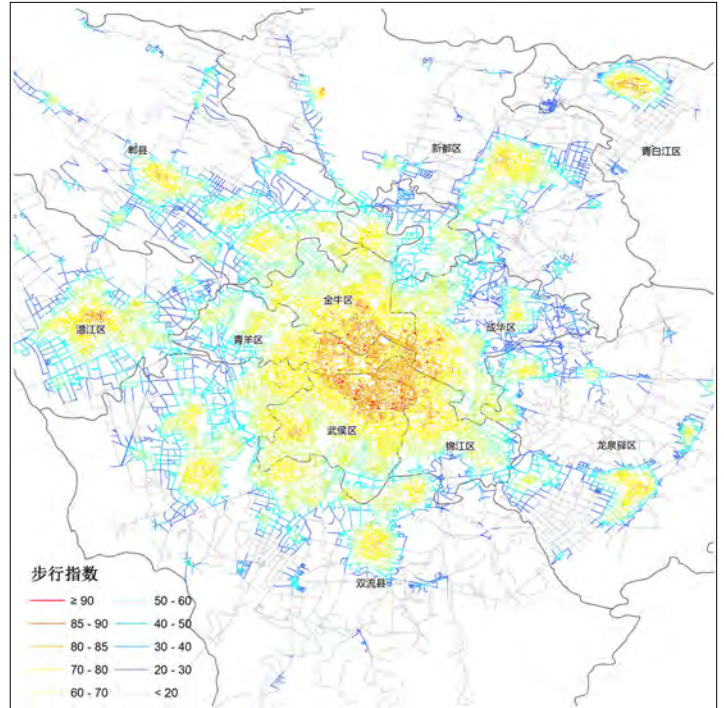 青白江区
新都区
郫县
金牛区
温江区
成华区
青羊区
武侯区
锦江区
龙泉驿区
双流县
步行指数
≥ 90
50 - 60
85 - 90
40 - 50
80 - 85
30 - 40
70 - 80
20 - 30
60 - 70
< 20